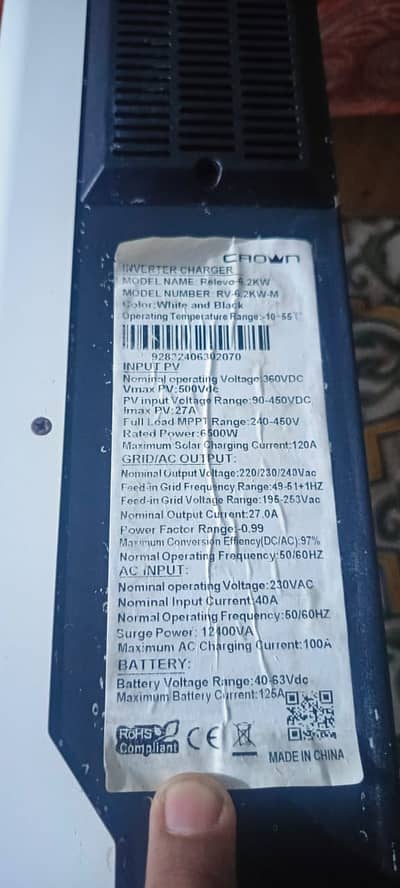 CROWN
INVERTER CHARGER
MODEL NAME: Relevo-6.2KW
MODEL NUMBER: RV-6.2KW-M
Color:White and Black
Operating Temperature Range:-10~55℃
92832406302070
INPUT PV
Nominal operating Voltage:360VDC
Vmax PV:500Vdc
PV input Voltage Range:90-450VDC
Imax PV:27A
Full Load MPPT Range:240-450V
Rated Power:6500W
Maximum Solar Charging Current:120A
GRID/AC OUTPUT:
Nominal Output Voltage:220/230/240Vac
Feed-in Grid Frequency Range:49-51+1HZ
Feed-in Grid Voltage Range:195-253Vac
Nominal Output Current:27.0A
Power Factor Range:-0.99
Maximum Conversion Effiency(DC/AC):97%
Normal Operating Frequency:50/60HZ
AC INPUT:
Nominal operating Voltage:230VAC
Nominal Input Current:40A
Normal Operating Frequency:50/60HZ
Surge Power: 12400VA
Maximum AC Charging Current:100A
BATTERY:
Battery Voltage Range:40-63Vdc
Maximum Battery Current:125A
RoHS
Compliant
CE
MADE IN CHINA